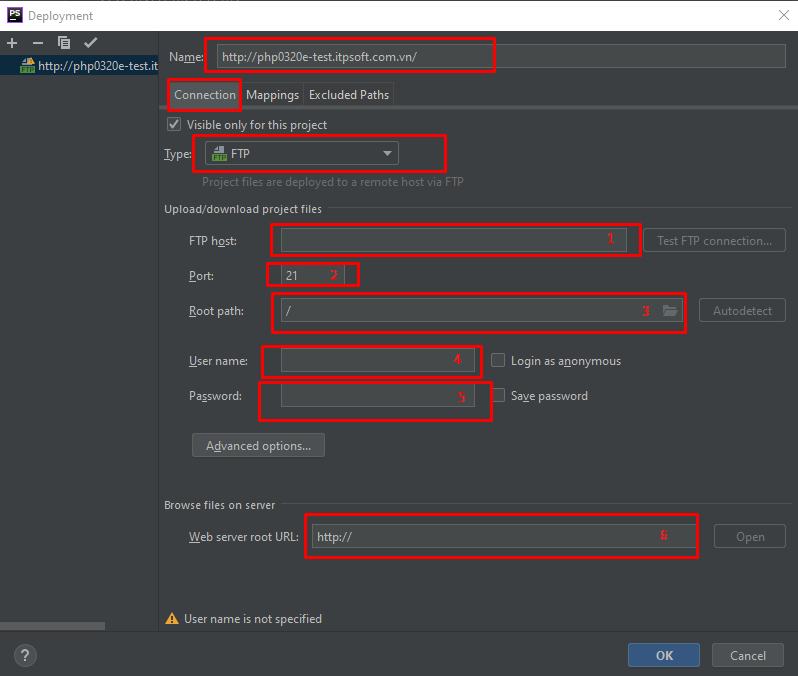 PS Deployment
http://php0320e-test.it
Name: http://php0320e-test.itpsoft.com.vn/
Connection Mappings Excluded Paths
Visible only for this project
Type: FTP FTP
Project files are deployed to a remote host via FTP
Upload/download project files
FTP host: 1 Test FTP connection...
Port: 21 2
Root path: / 3 Autodetect
User name: 4 Login as anonymous
Password: 5 Save password
Advanced options...
Browse files on server
Web server root URL: http:// 6 Open
User name is not specified
? OK Cancel